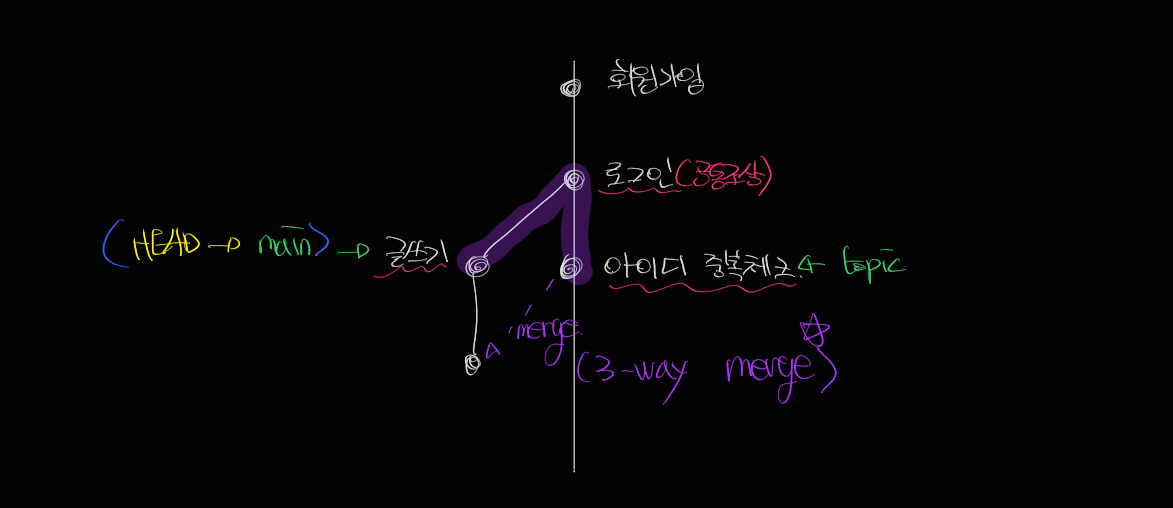 회원가입
로그인(공통조상)
(HEAD → main) → 글쓰기
아이디 중복체크 ← topic
merge
(3-way merge)